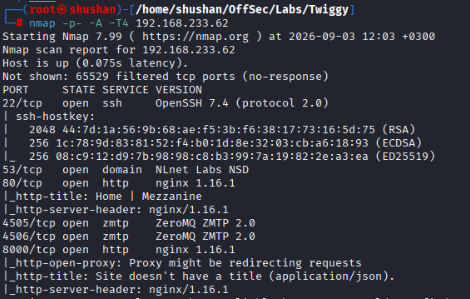 (root㉿shushan)-[/home/shushan/OffSec/Labs/Twiggy]
# nmap -p- -A -T4 192.168.233.62
Starting Nmap 7.99 ( https://nmap.org ) at 2026-09-03 12:03 +0300
Nmap scan report for 192.168.233.62
Host is up (0.075s latency).
Not shown: 65529 filtered tcp ports (no-response)
PORT     STATE SERVICE VERSION
22/tcp   open  ssh     OpenSSH 7.4 (protocol 2.0)
| ssh-hostkey:
|   2048 44:7d:1a:56:9b:68:ae:f5:3b:f6:38:17:73:16:5d:75 (RSA)
|   256 1c:78:9d:83:81:52:f4:b0:1d:8e:32:03:cb:a6:18:93 (ECDSA)
|_  256 08:c9:12:d9:7b:98:98:c8:b3:99:7a:19:82:2e:a3:ea (ED25519)
53/tcp   open  domain  NLnet Labs NSD
80/tcp   open  http    nginx 1.16.1
|_http-title: Home | Mezzanine
|_http-server-header: nginx/1.16.1
4505/tcp open  zmtp    ZeroMQ ZMTP 2.0
4506/tcp open  zmtp    ZeroMQ ZMTP 2.0
8000/tcp open  http    nginx 1.16.1
|_http-open-proxy: Proxy might be redirecting requests
|_http-title: Site doesn't have a title (application/json).
|_http-server-header: nginx/1.16.1